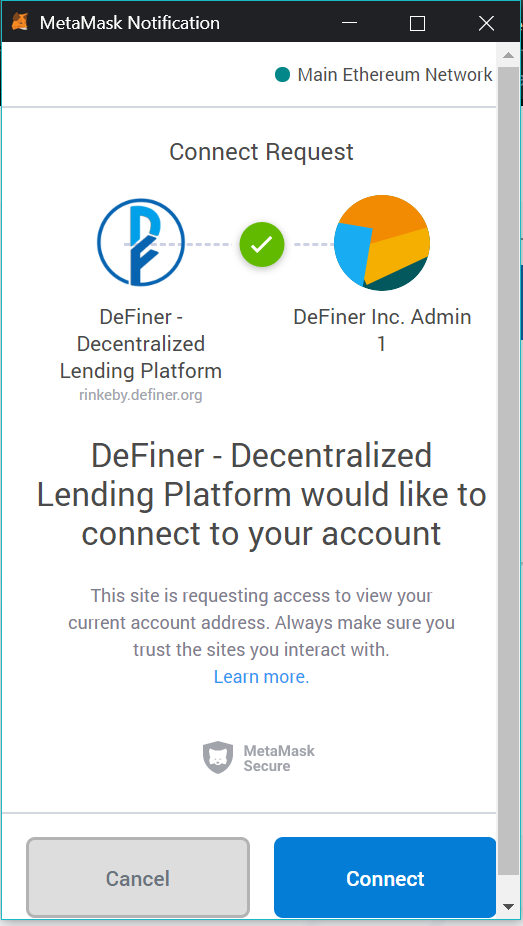 MetaMask Notification
Main Ethereum Network
Connect Request
DeFiner -
Decentralized
Lending Platform
rinkeby.definer.org
DeFiner Inc. Admin
1
DeFiner - Decentralized
Lending Platform would like to
connect to your account
This site is requesting access to view your
current account address. Always make sure you
trust the sites you interact with.
Learn more.
MetaMask
Secure
Cancel
Connect